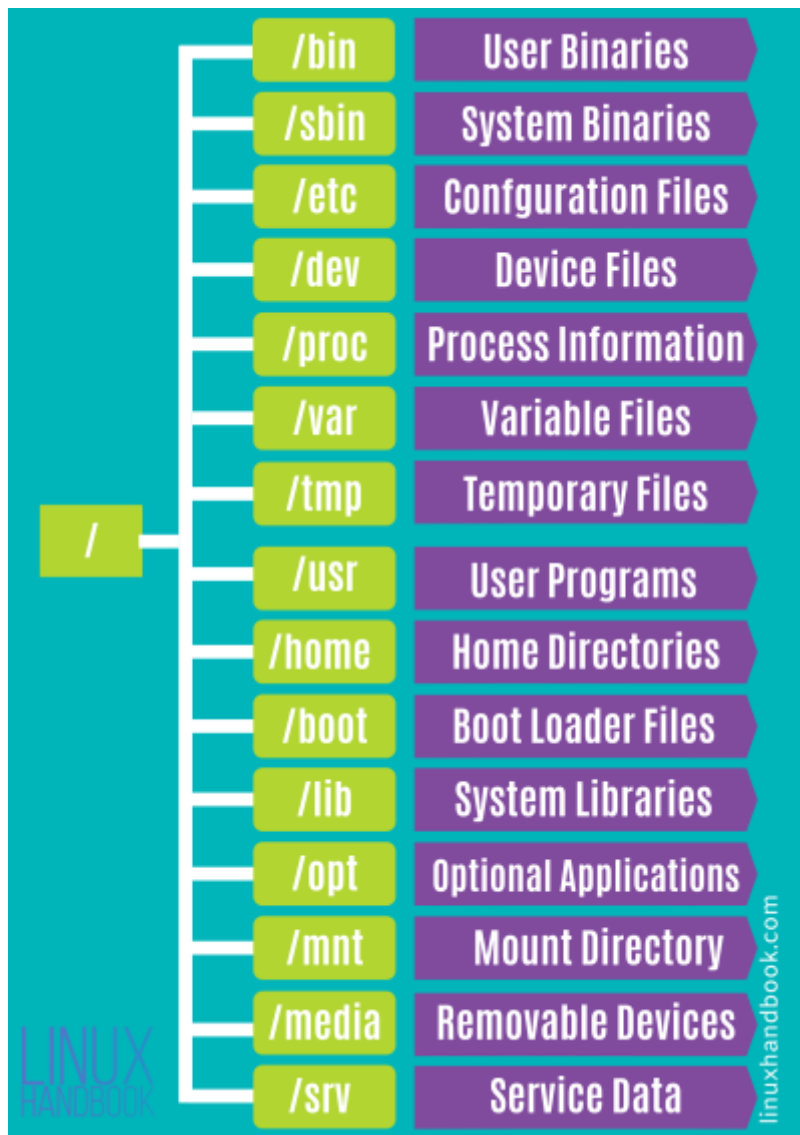 /bin User Binaries
/sbin System Binaries
/etc Confguration Files
/dev Device Files
/proc Process Information
/var Variable Files
/tmp Temporary Files
/
/usr User Programs
/home Home Directories
/boot Boot Loader Files
/lib System Libraries
/opt Optional Applications
/mnt Mount Directory
/media Removable Devices
/srv Service Data
LINUX
HANDBOOK
linuxhandbook.com